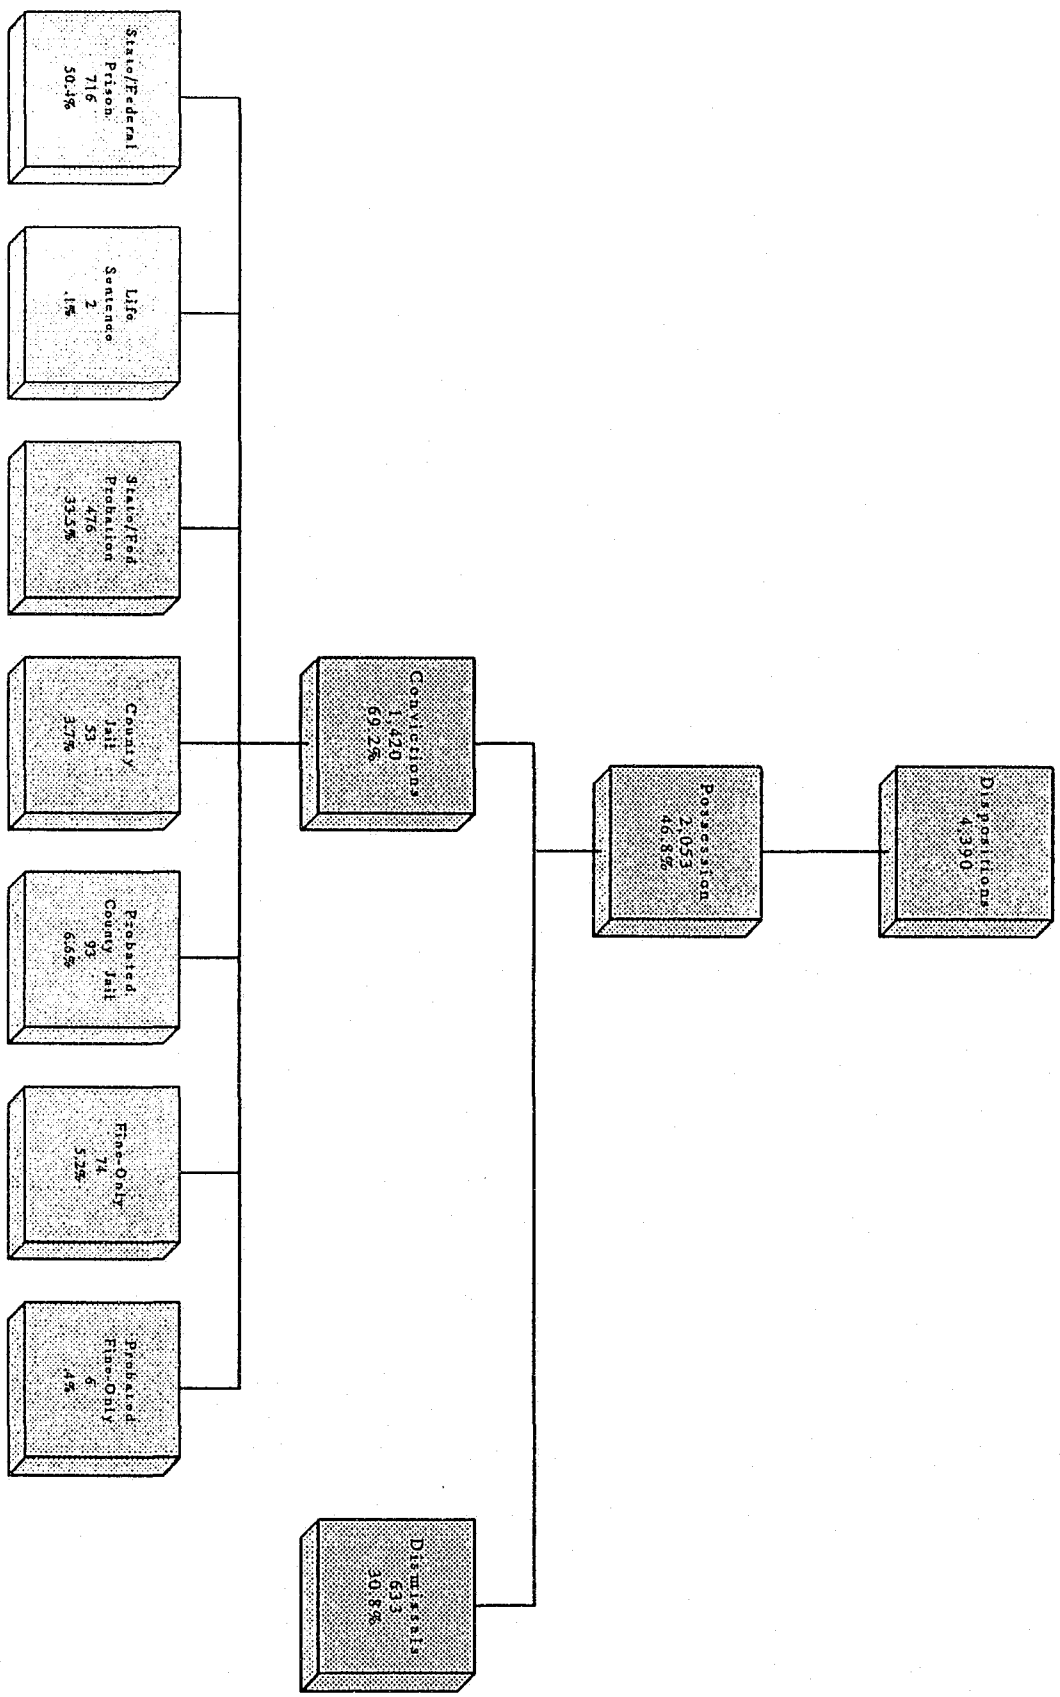 Dispositions
4,390
Possession
2,053
46.8%
Convictions
1,420
69.2%
Dismissals
633
30.8%
State/Federal
Prison
716
50.4%
Life
Sentence
2
.1%
State/Fed
Probation
476
33.5%
County
Jail
53
3.7%
Probated
County Jail
93
6.6%
Fine-Only
74
5.2%
Probated
Fine-Only
6
.4%